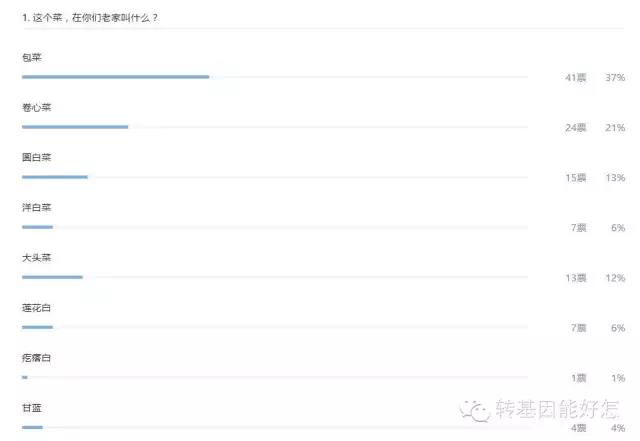 1. 这个菜，在你们老家叫什么？
包菜
41票 37%
卷心菜
24票 21%
圆白菜
15票 13%
洋白菜
7票 6%
大头菜
13票 12%
莲花白
7票 6%
疙瘩白
1票 1%
甘蓝
4票 4%
转基因能好怎